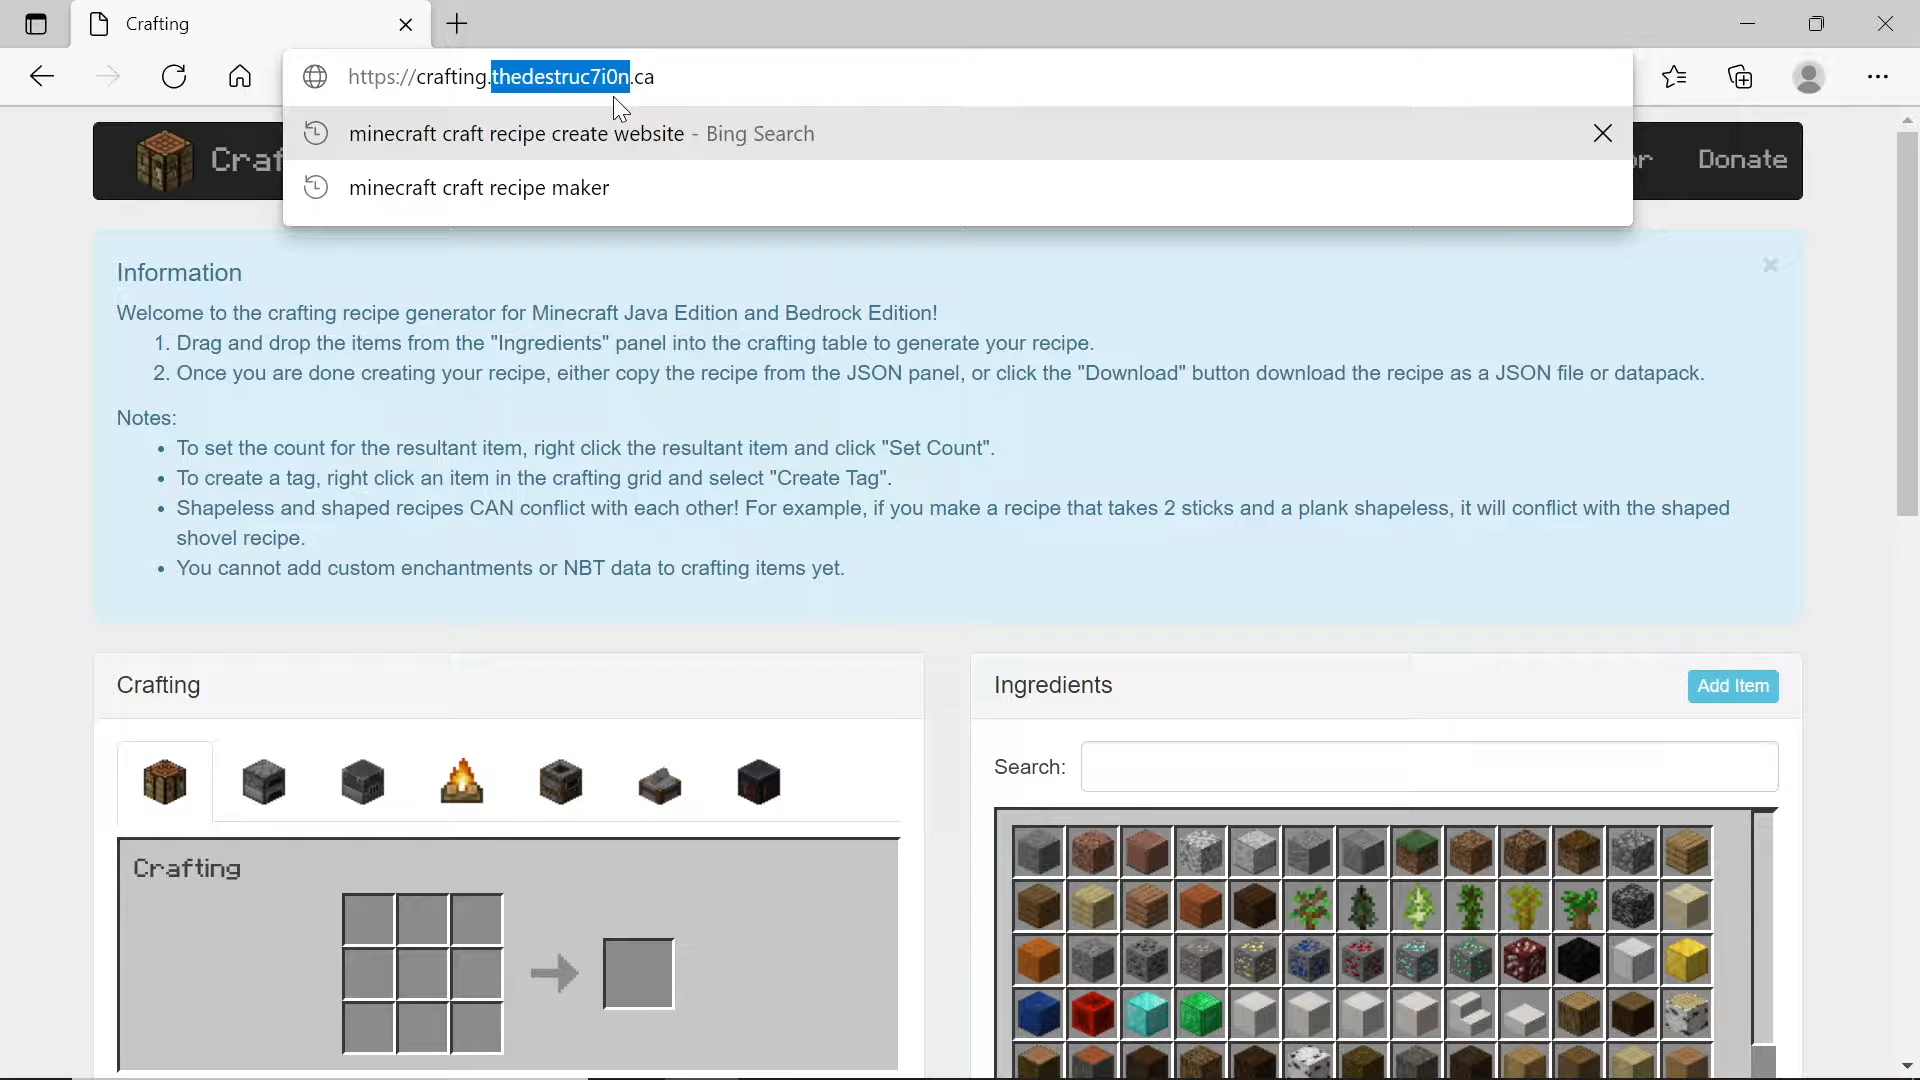 Crafting
https://crafting.thedestruc7i0n.ca
minecraft craft recipe create website - Bing Search
minecraft craft recipe maker
Donate
Information
Welcome to the crafting recipe generator for Minecraft Java Edition and Bedrock Edition!
1. Drag and drop the items from the "Ingredients" panel into the crafting table to generate your recipe.
2. Once you are done creating your recipe, either copy the recipe from the JSON panel, or click the "Download" button download the recipe as a JSON file or datapack.
Notes:
• To set the count for the resultant item, right click the resultant item and click "Set Count".
• To create a tag, right click an item in the crafting grid and select "Create Tag".
• Shapeless and shaped recipes CAN conflict with each other! For example, if you make a recipe that takes 2 sticks and a plank shapeless, it will conflict with the shaped
shovel recipe.
• You cannot add custom enchantments or NBT data to crafting items yet.
Crafting
Ingredients
Add Item
Search:
Crafting